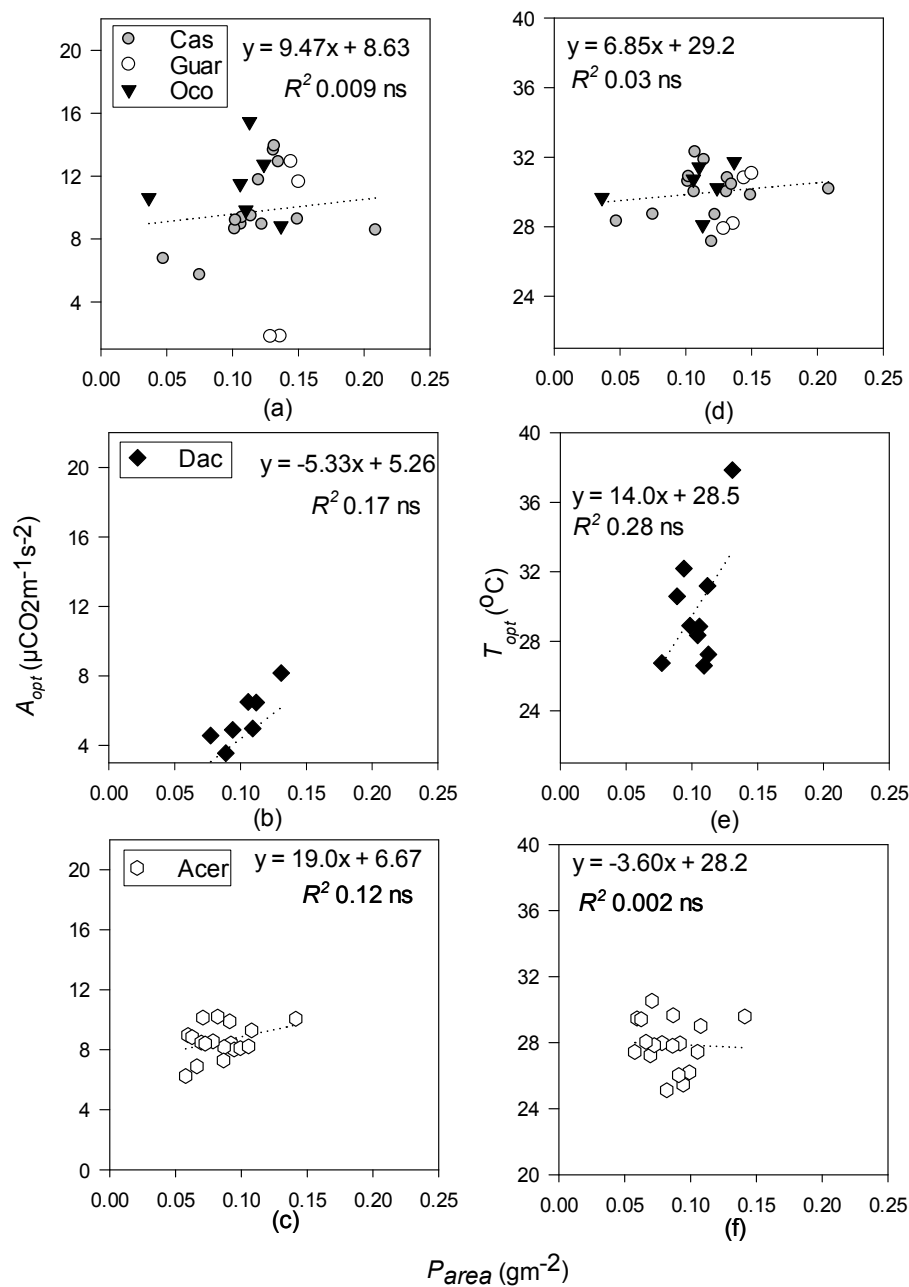 Cas
Guar
Oco
y = 9.47x + 8.63
R2 0.009 ns
20
16
12
8
4
0.00 0.05 0.10 0.15 0.20 0.25
(a)
y = 6.85x + 29.2
R2 0.03 ns
40
36
32
28
24
0.00 0.05 0.10 0.15 0.20 0.25
(d)
Dac
y = -5.33x + 5.26
R2 0.17 ns
20
16
12
8
4
0.00 0.05 0.10 0.15 0.20 0.25
(b)
Aopt (µCO2m-1s-2)
y = 14.0x + 28.5
R2 0.28 ns
40
36
32
28
24
0.00 0.05 0.10 0.15 0.20 0.25
(e)
Topt (oC)
Acer
y = 19.0x + 6.67
R2 0.12 ns
20
16
12
8
4
0
0.00 0.05 0.10 0.15 0.20 0.25
(c)
y = -3.60x + 28.2
R2 0.002 ns
40
36
32
28
24
20
0.00 0.05 0.10 0.15 0.20 0.25
(f)
Parea (gm-2)